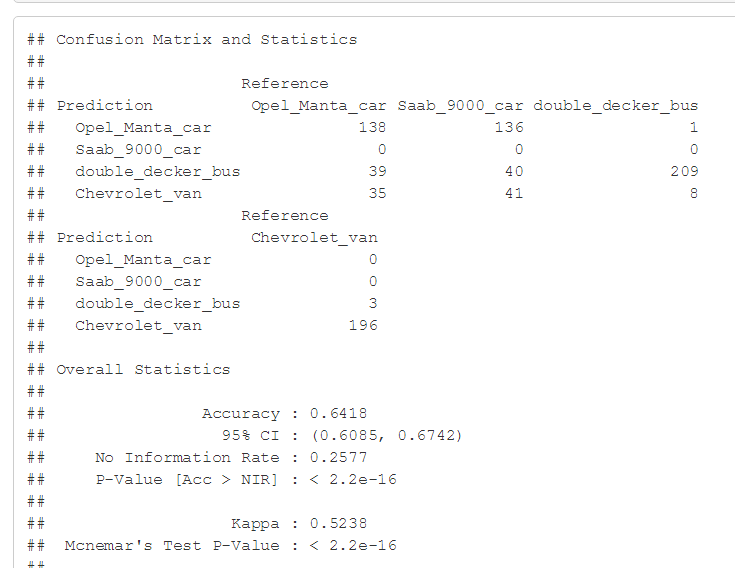 ## Confusion Matrix and Statistics
##
##                     Reference
## Prediction          Opel_Manta_car Saab_9000_car double_decker_bus
##   Opel_Manta_car               138           136                 1
##   Saab_9000_car                  0             0                 0
##   double_decker_bus             39            40               209
##   Chevrolet_van                 35            41                 8
##                    Reference
## Prediction          Chevrolet_van
##   Opel_Manta_car                0
##   Saab_9000_car                 0
##   double_decker_bus             3
##   Chevrolet_van               196
##
## Overall Statistics
##
##                Accuracy : 0.6418
##                  95% CI : (0.6085, 0.6742)
##     No Information Rate : 0.2577
##     P-Value [Acc > NIR] : < 2.2e-16
##
##                   Kappa : 0.5238
##  Mcnemar's Test P-Value : < 2.2e-16
##